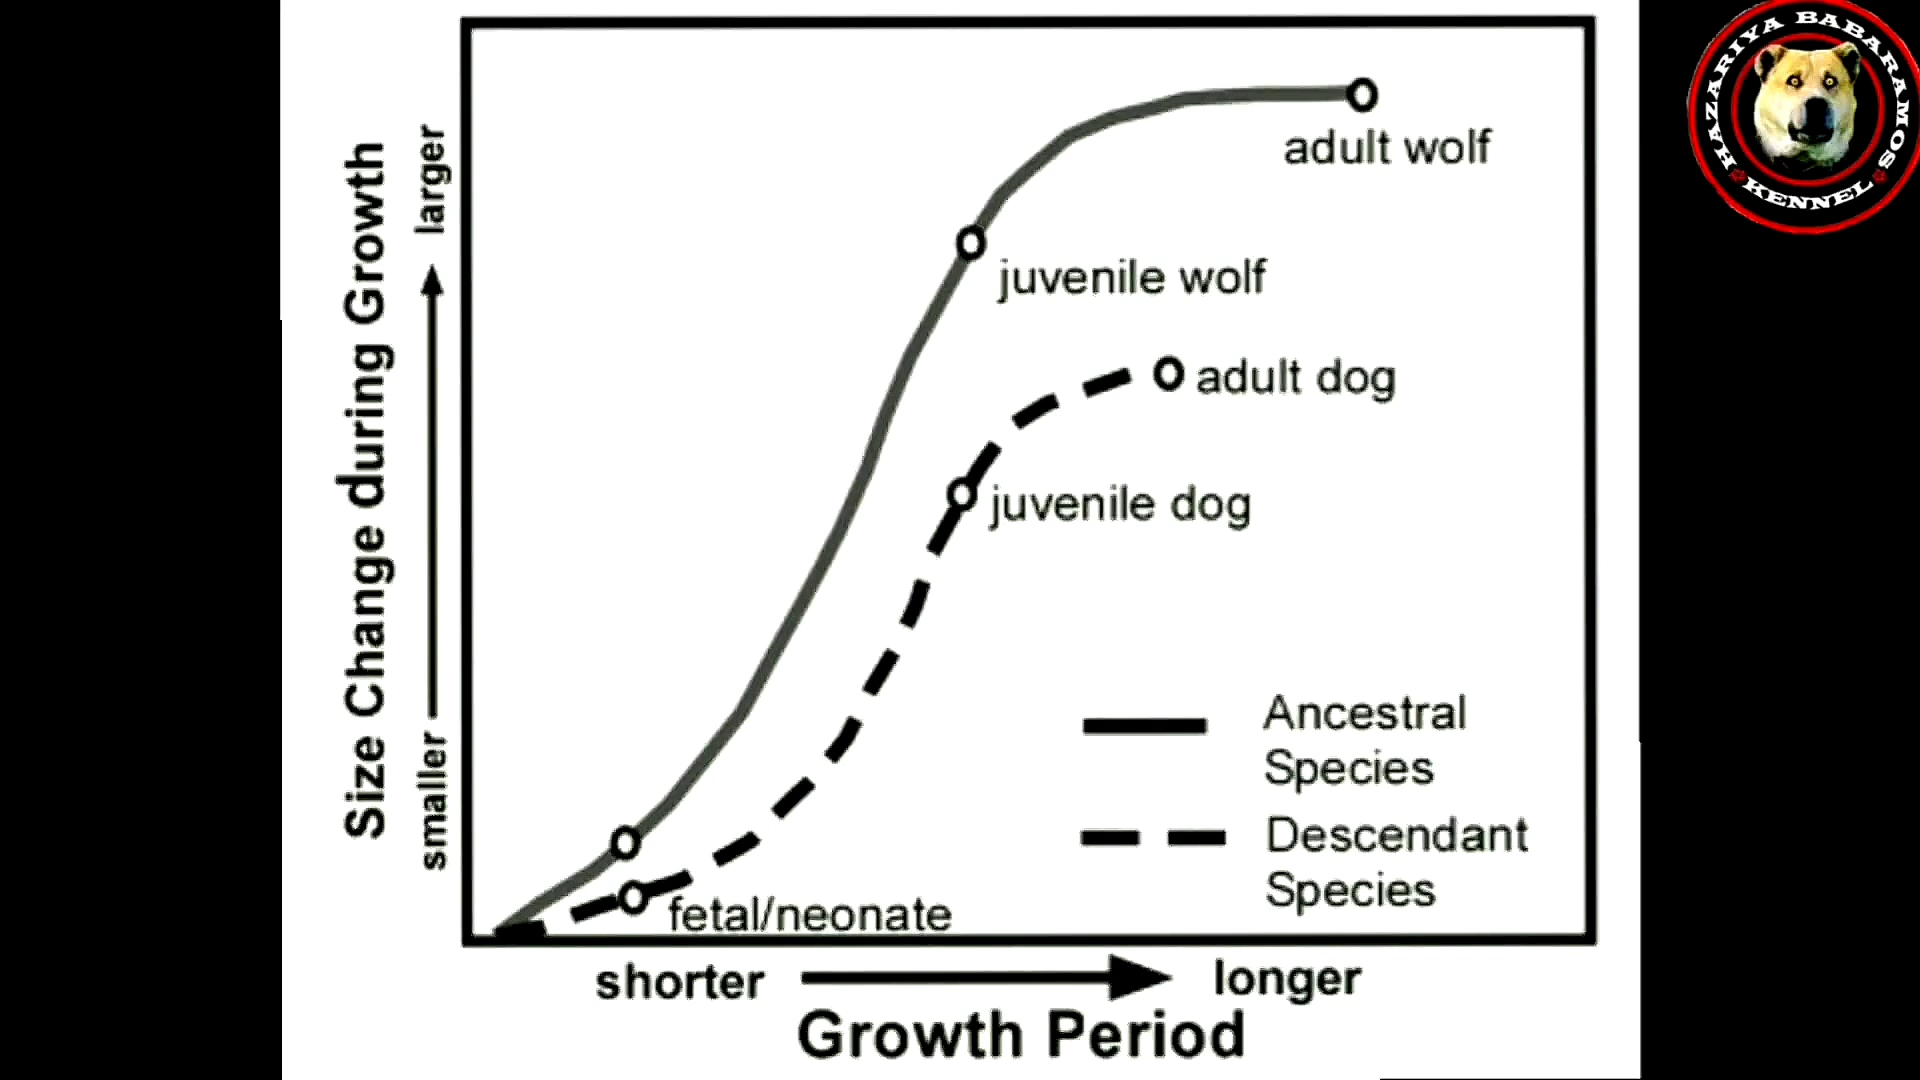 HAZARIYA BABARAMOS
KENNEL
adult wolf
juvenile wolf
adult dog
juvenile dog
Ancestral
Species
Descendant
Species
fetal/neonate
Size Change during Growth
smaller
larger
shorter
longer
Growth Period